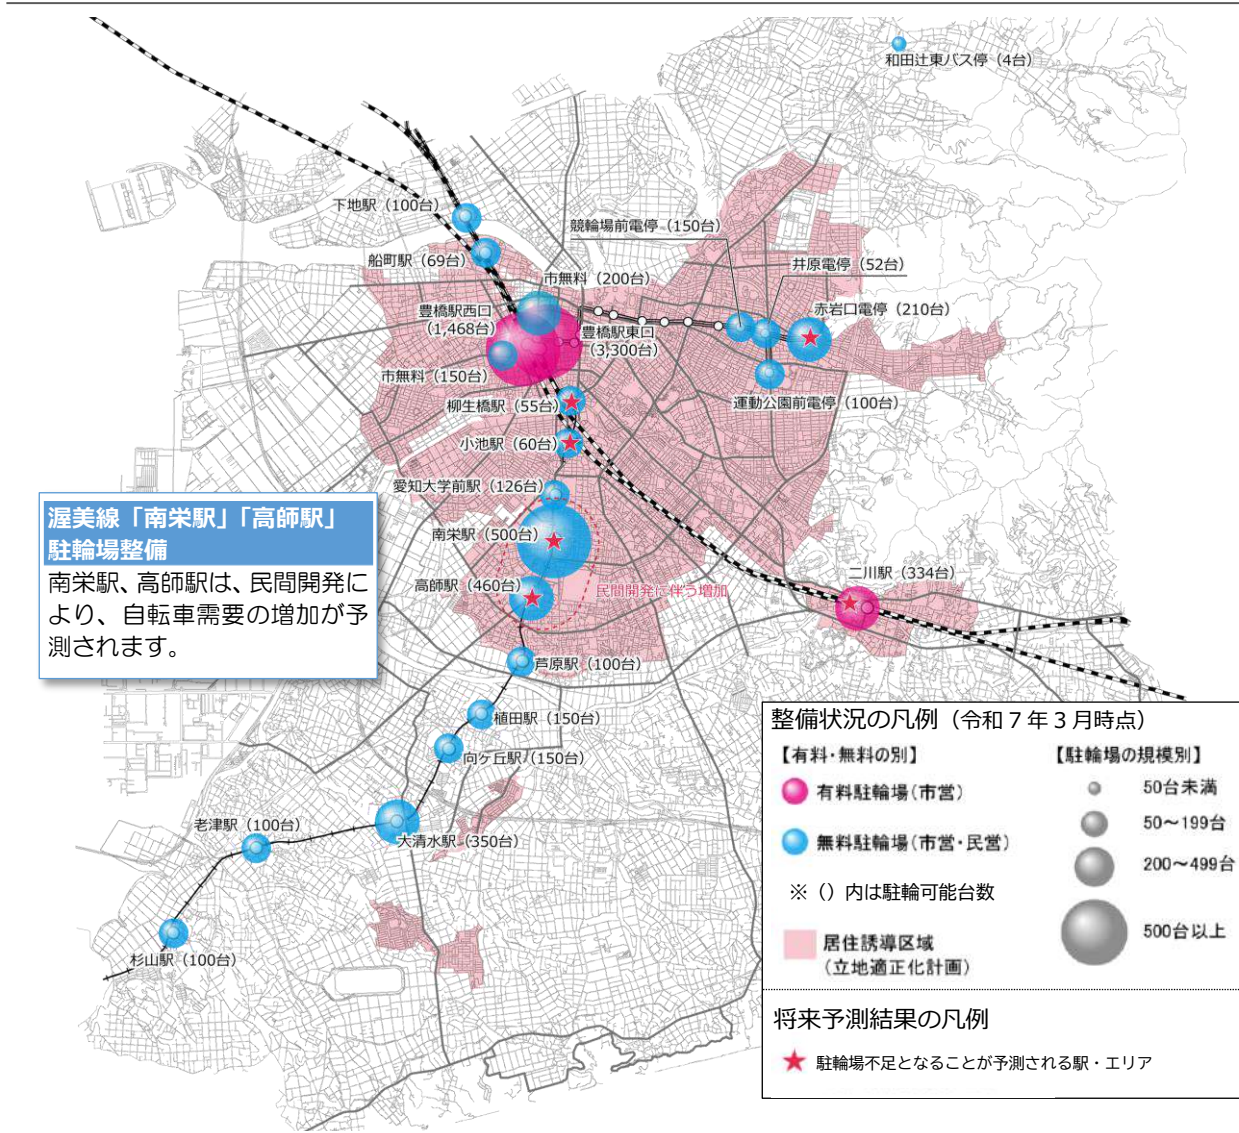 和田辻東バス停（4台）
下地駅（100台）
競輪場前電停（150台）
船町駅（69台）
井原電停（52台）
市無料（200台）
赤岩口電停（210台）
豊橋駅西口
（1,468台）
豊橋駅東口
（3,300台）
市無料（150台）
運動公園前電停（100台）
柳生橋駅（55台）
小池駅（60台）
愛知大学前駅（126台）
南栄駅（500台）
高師駅（460台）
民間開発に伴う増加
二川駅（334台）
渥美線「南栄駅」「高師駅」
駐輪場整備
南栄駅、高師駅は、民間開発に
より、自転車需要の増加が予
測されます。
芦原駅（100台）
植田駅（150台）
向ケ丘駅（150台）
老津駅（100台）
大清水駅（350台）
杉山駅（100台）
整備状況の凡例（令和７年３月時点）
【有料・無料の別】
有料駐輪場（市営）
無料駐輪場（市営・民営）
※（）内は駐輪可能台数
居住誘導区域
（立地適正化計画）
【駐輪場の規模別】
50台未満
50～199台
200～499台
500台以上
将来予測結果の凡例
駐輪場不足となることが予測される駅・エリア